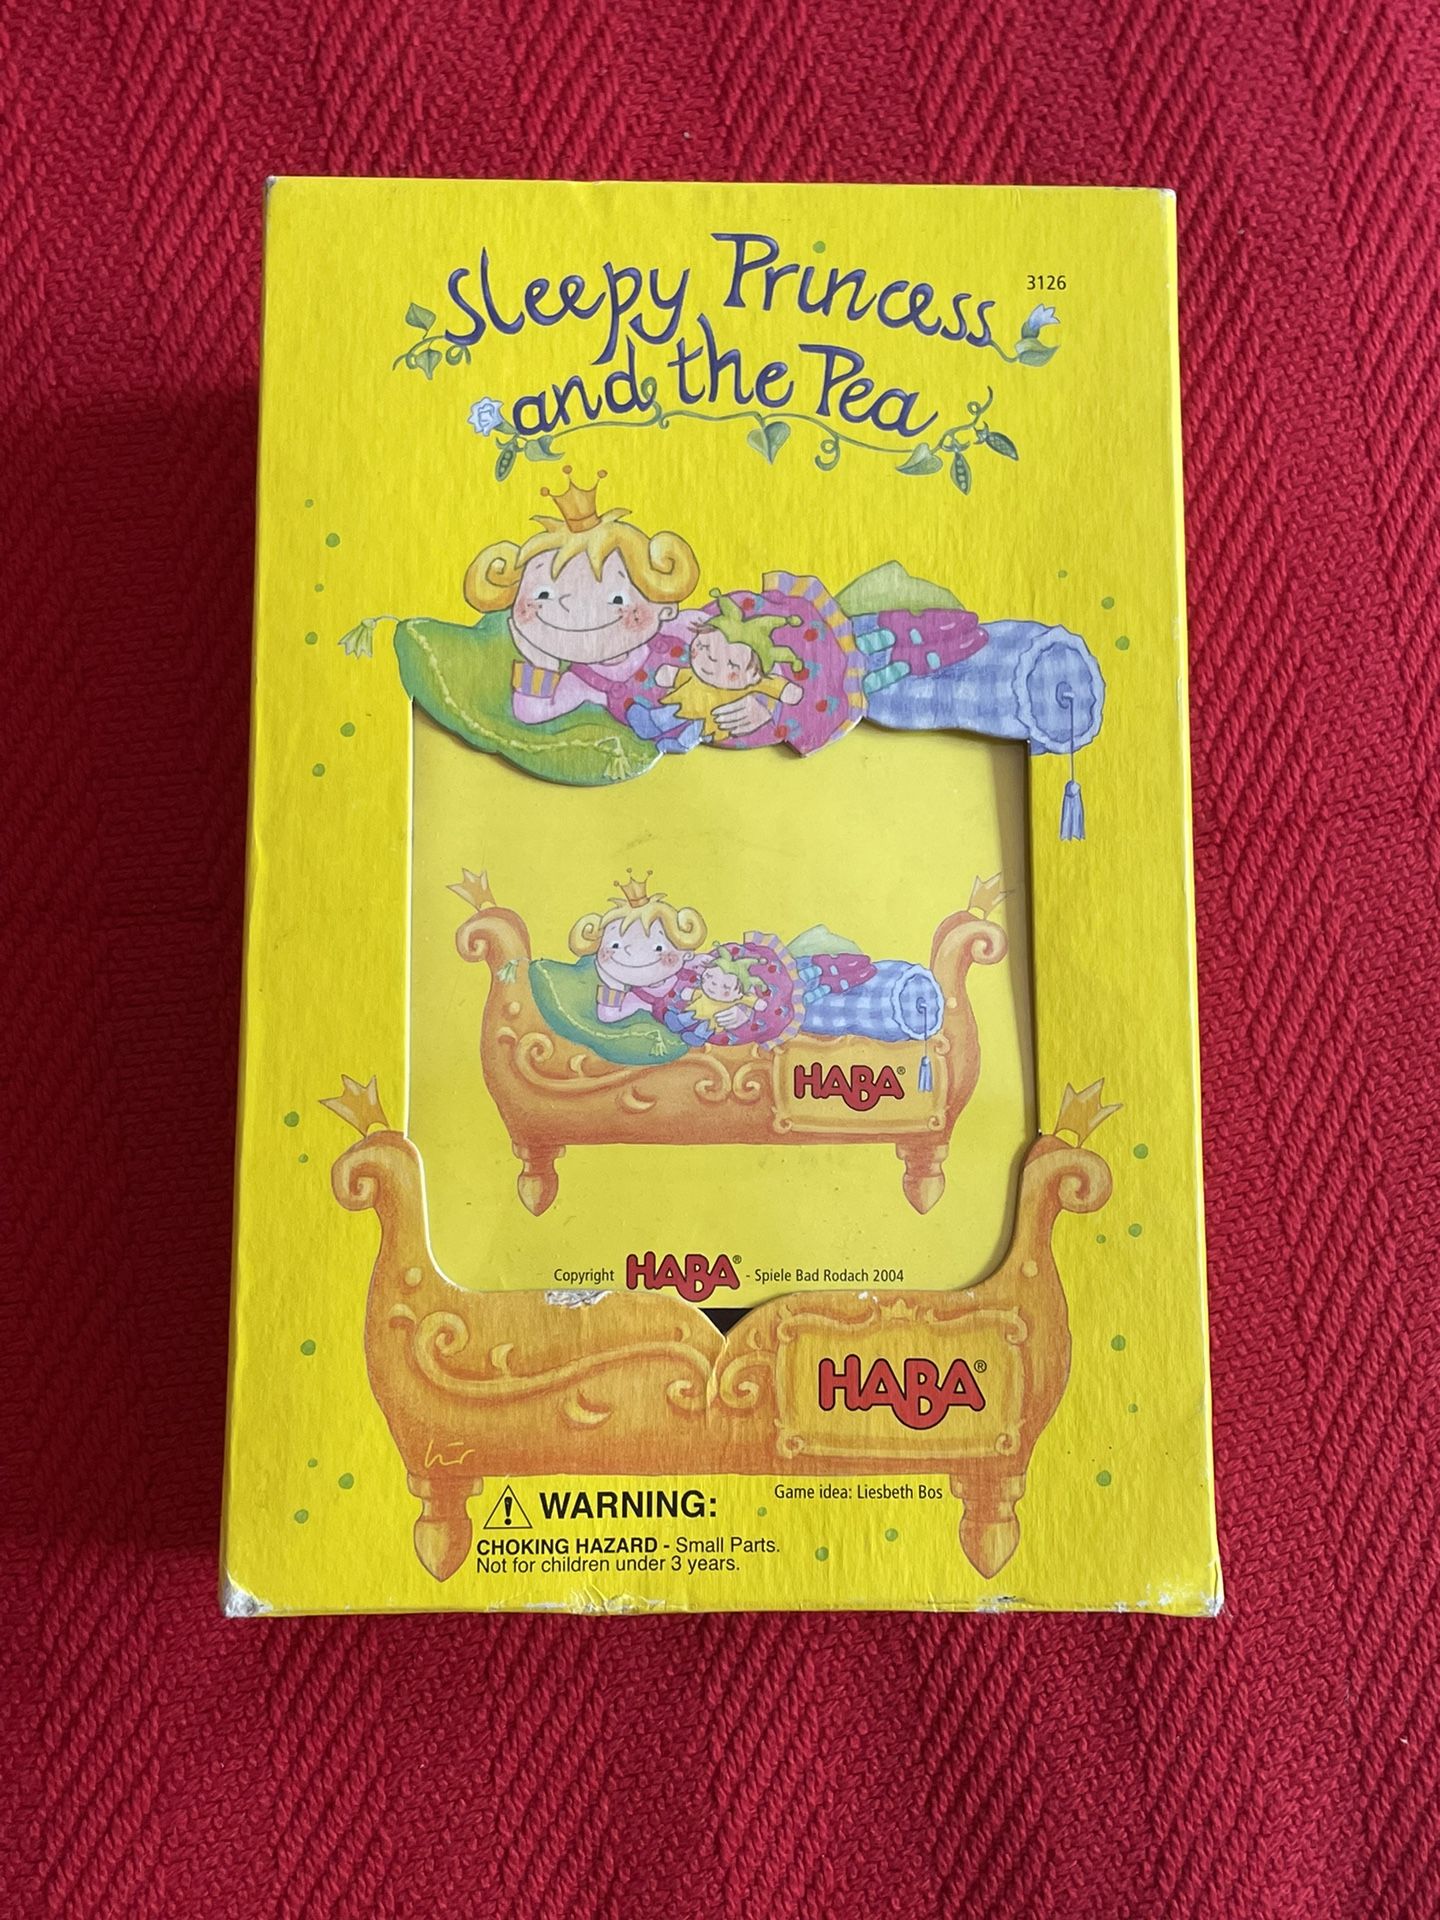 Sleepy Princess
3126
and the Pea
HABA®
Copyright HABA® - Spiele Bad Rodach 2004
HABA®
Game idea: Liesbeth Bos
WARNING:
CHOKING HAZARD - Small Parts.
Not for children under 3 years.